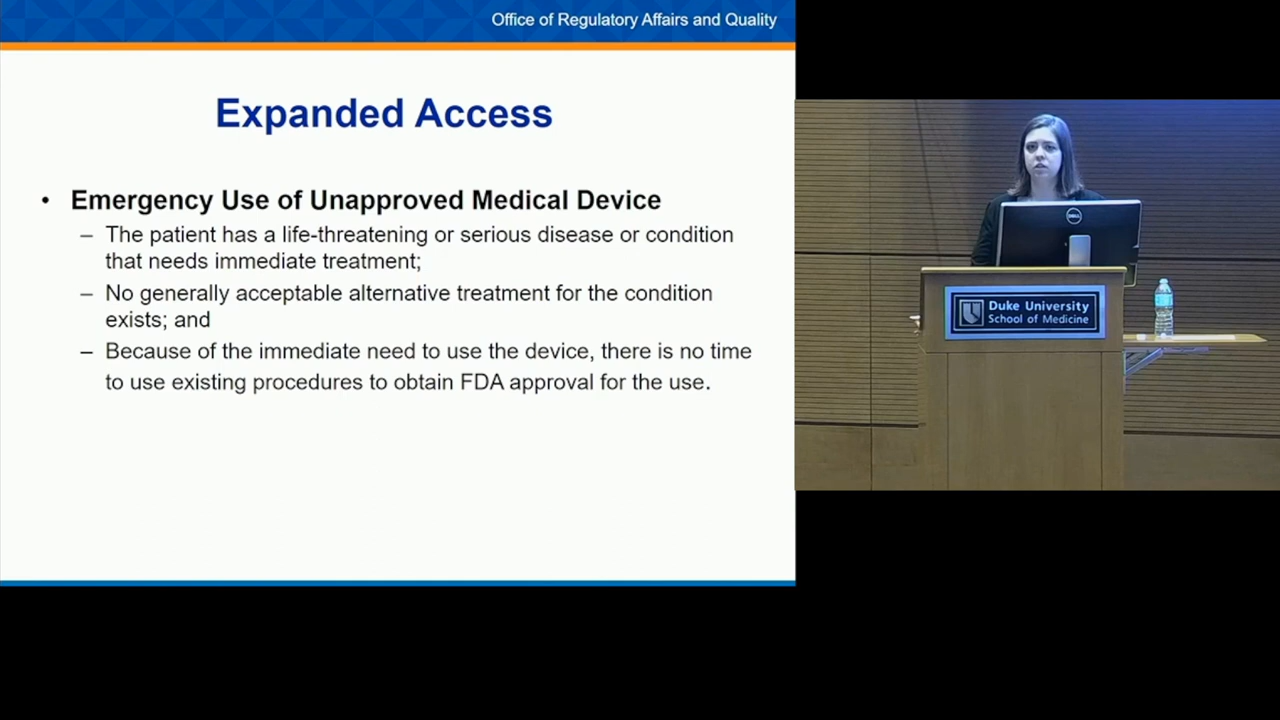 Office of Regulatory Affairs and Quality
Expanded Access
• Emergency Use of Unapproved Medical Device
– The patient has a life-threatening or serious disease or condition
that needs immediate treatment;
– No generally acceptable alternative treatment for the condition
exists; and
– Because of the immediate need to use the device, there is no time
to use existing procedures to obtain FDA approval for the use.
DELL
Duke University
School of Medicine